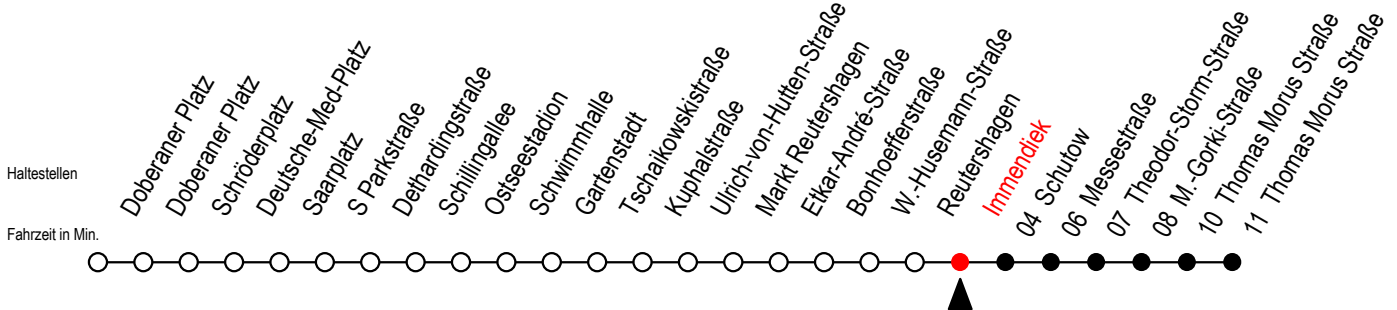 Haltestellen
Fahrzeit in Min.
Doberaner Platz
Doberaner Platz
Schröderplatz
Deutsche-Med-Platz
Saarplatz
S Parkstraße
Dethardingstraße
Schillingallee
Ostseestadion
Schwimmhalle
Gartenstadt
Tschaikowskistraße
Kuphalstraße
Ulrich-von-Hutten-Straße
Markt Reutershagen
Etkar-André-Straße
Bonhoefferstraße
W.-Husemann-Straße
Reutershagen
Immendiek
04 Schutow
06 Messestraße
07 Theodor-Storm-Straße
08 M.-Gorki-Straße
10 Thomas Morus Straße
11 Thomas Morus Straße